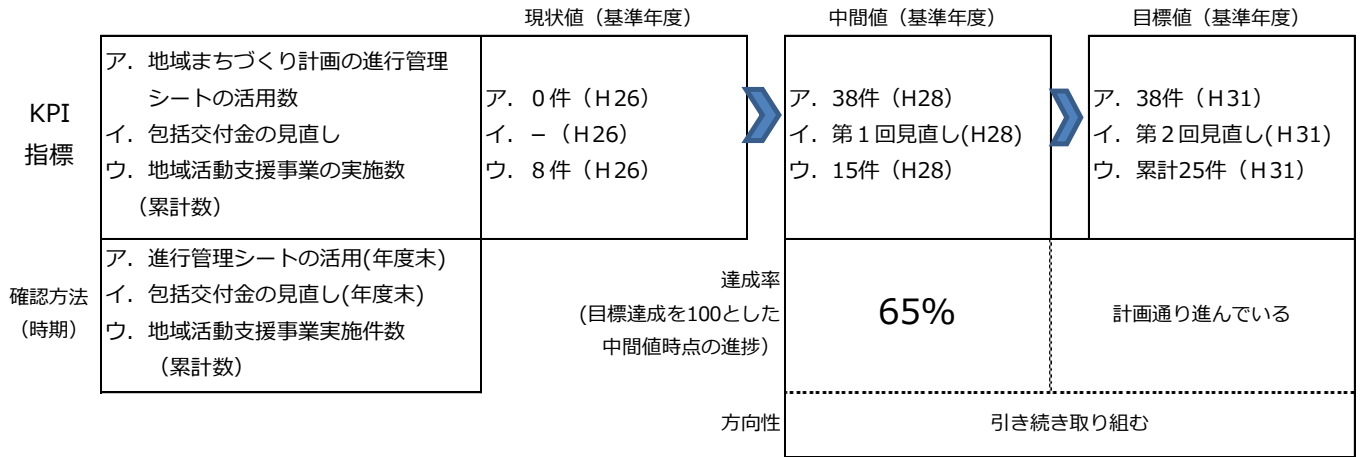 現状値（基準年度）
中間値（基準年度）
目標値（基準年度）
KPI
指標
ア．地域まちづくり計画の進行管理
シートの活用数
イ．包括交付金の見直し
ウ．地域活動支援事業の実施数
（累計数）
ア．０件（Ｈ26）
イ．－（Ｈ26）
ウ．８件（Ｈ26）
ア．38件（H28）
イ．第１回見直し(H28)
ウ．15件（H28）
ア．38件（Ｈ31）
イ．第２回見直し(Ｈ31)
ウ．累計25件（Ｈ31）
確認方法
（時期）
ア．進行管理シートの活用(年度末)
イ．包括交付金の見直し(年度末)
ウ．地域活動支援事業実施件数
（累計数）
達成率
(目標達成を100とした
中間値時点の進捗）
65%
計画通り進んでいる
方向性
引き続き取り組む